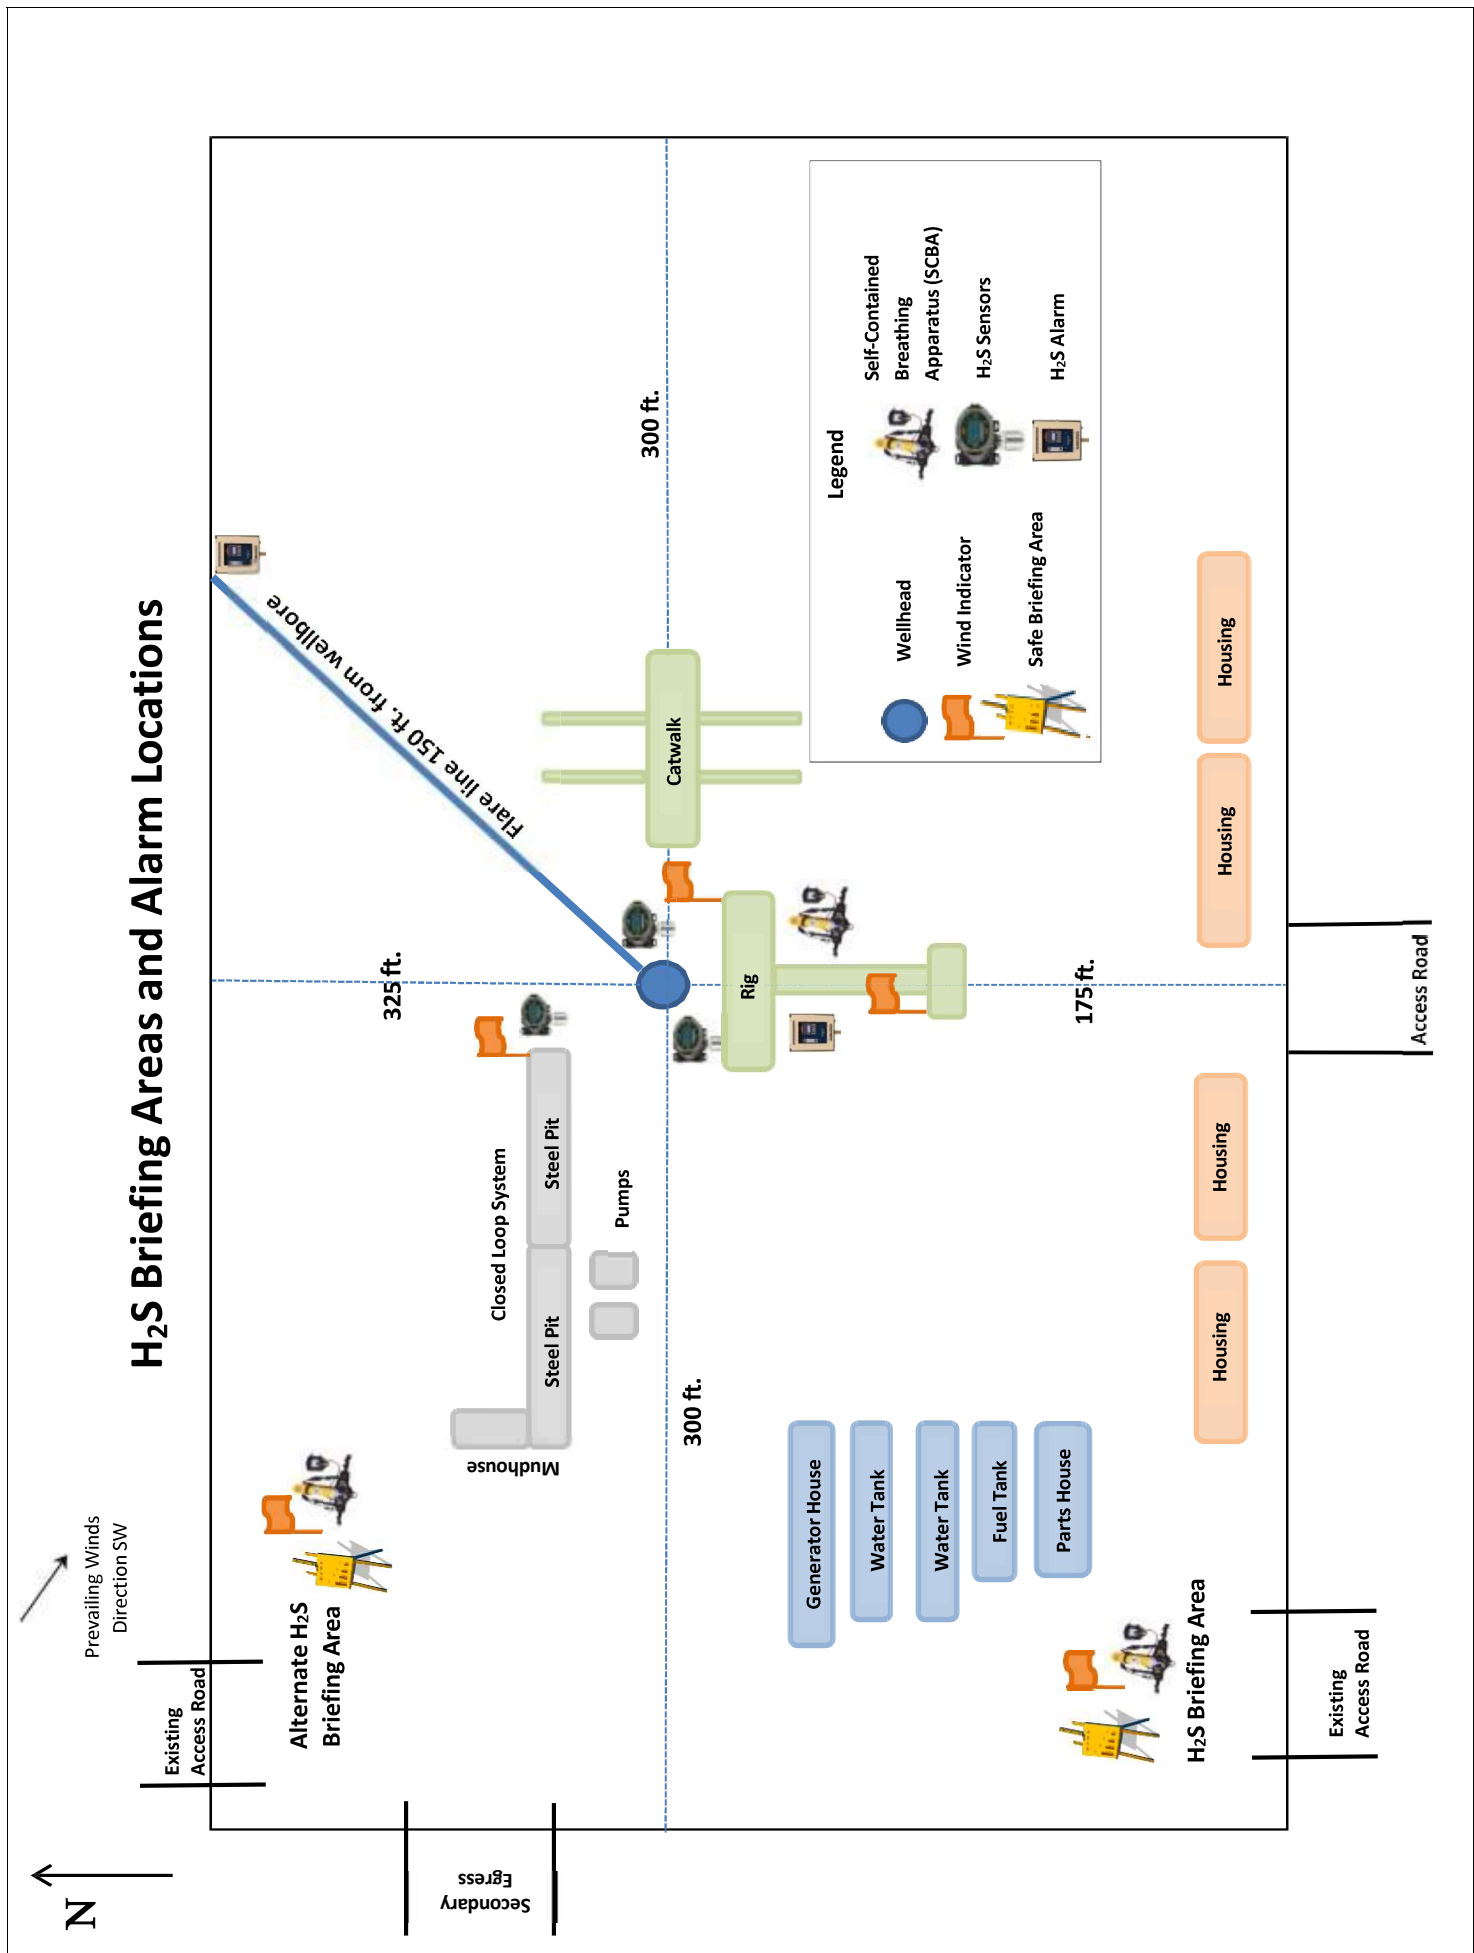 H₂S Briefing Areas and Alarm Locations
N
Prevailing Winds
Direction SW
Existing
Access Road
Secondary
Egress
Alternate H₂S
Briefing Area
325 ft.
Flare line 150 ft. from wellbore
Closed Loop System
Mudhouse
Steel Pit
Steel Pit
Pumps
300 ft.
300 ft.
Catwalk
Rig
175 ft.
Generator House
Water Tank
Water Tank
Fuel Tank
Parts House
Legend
Wellhead
Wind Indicator
Safe Briefing Area
Self-Contained
Breathing
Apparatus (SCBA)
H₂S Sensors
H₂S Alarm
H₂S Briefing Area
Housing
Housing
Housing
Housing
Existing
Access Road
Access Road